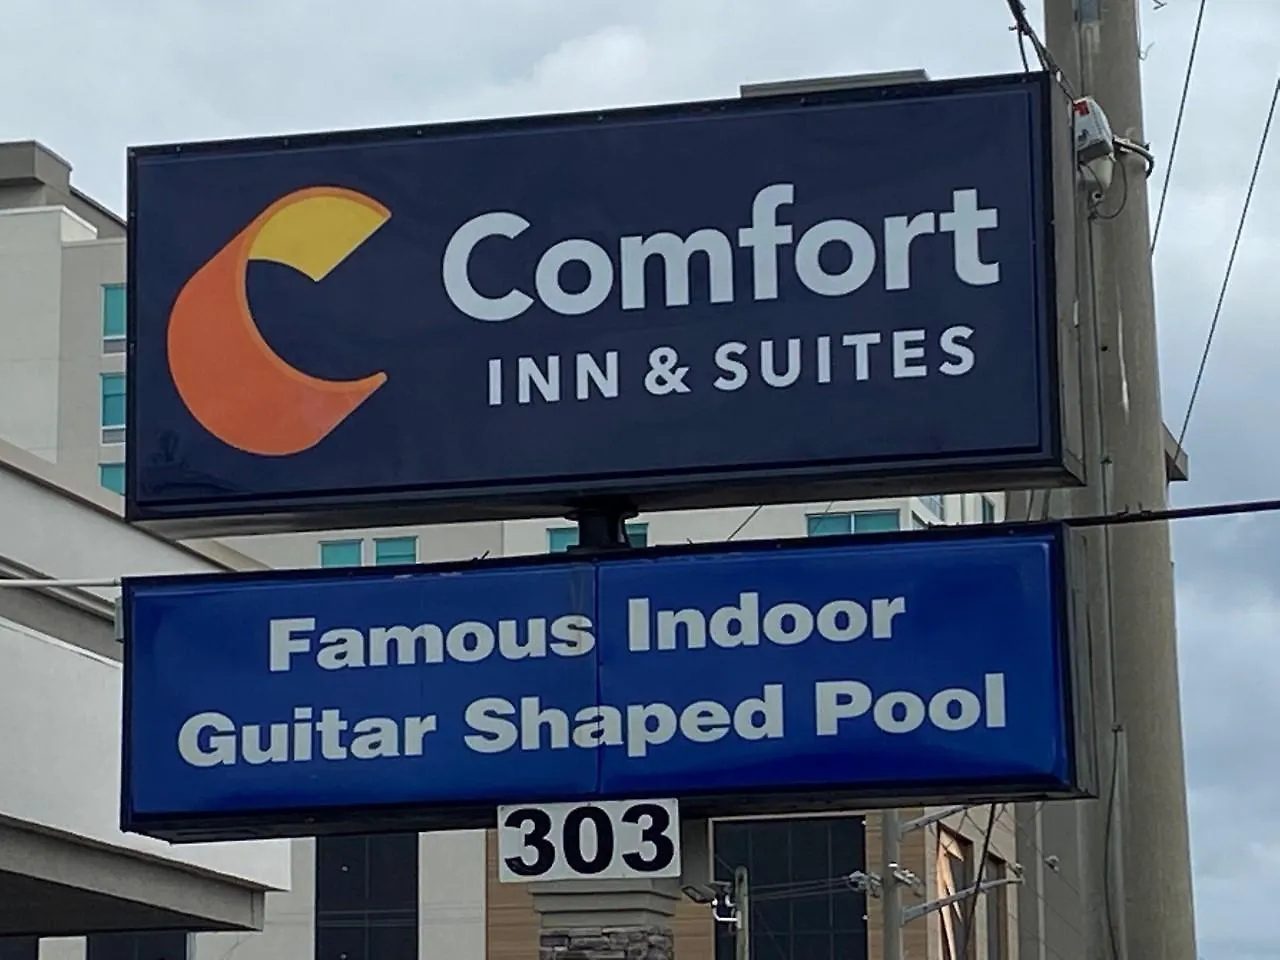 Comfort
INN & SUITES
Famous Indoor
Guitar Shaped Pool
303